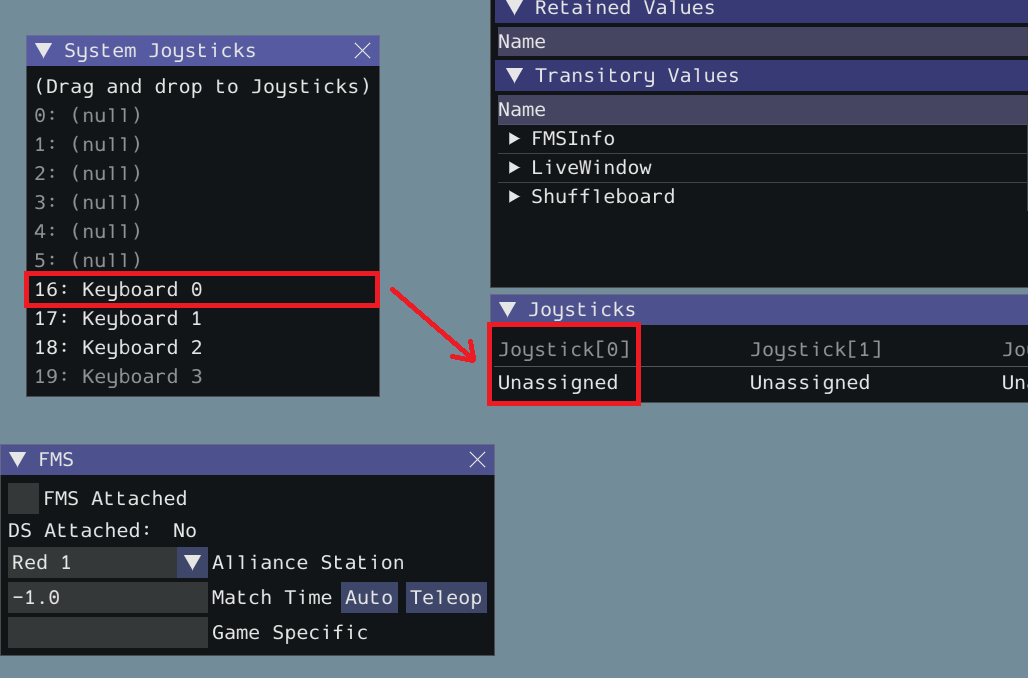 System Joysticks
(Drag and drop to Joysticks)
0: (null)
1: (null)
2: (null)
3: (null)
4: (null)
5: (null)
16: Keyboard 0
17: Keyboard 1
18: Keyboard 2
19: Keyboard 3
Retained Values
Name
Transitory Values
Name
FMSInfo
LiveWindow
Shuffleboard
Joysticks
Joystick[0] Joystick[1]
Unassigned Unassigned
FMS
FMS Attached
DS Attached: No
Red 1 Alliance Station
-1.0 Match Time Auto Teleop
Game Specific